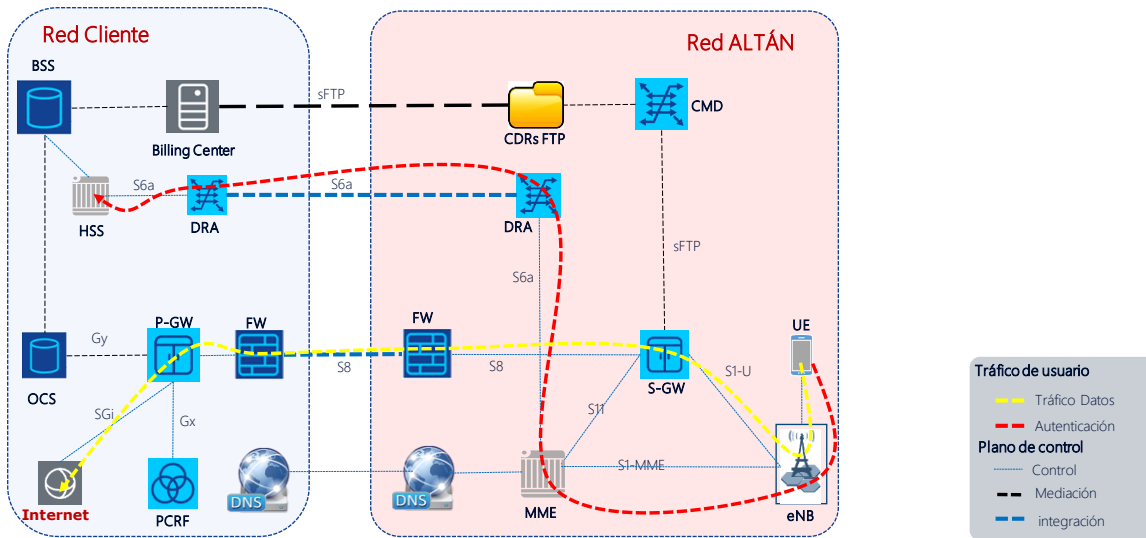 Red Cliente
Red ALTÁN
BSS
sFTP
CMD
CDRs FTP
Billing Center
S6a
S6a
HSS
DRA
DRA
sFTP
S6a
P-GW
FW
FW
UE
Gy
S8
S8
S-GW
S1-U
OCS
SGi
Gx
S11
S1-MME
DNS
DNS
Internet
PCRF
MME
eNB
Tráfico de usuario
Tráfico Datos
Autenticación
Plano de control
Control
Mediación
integración